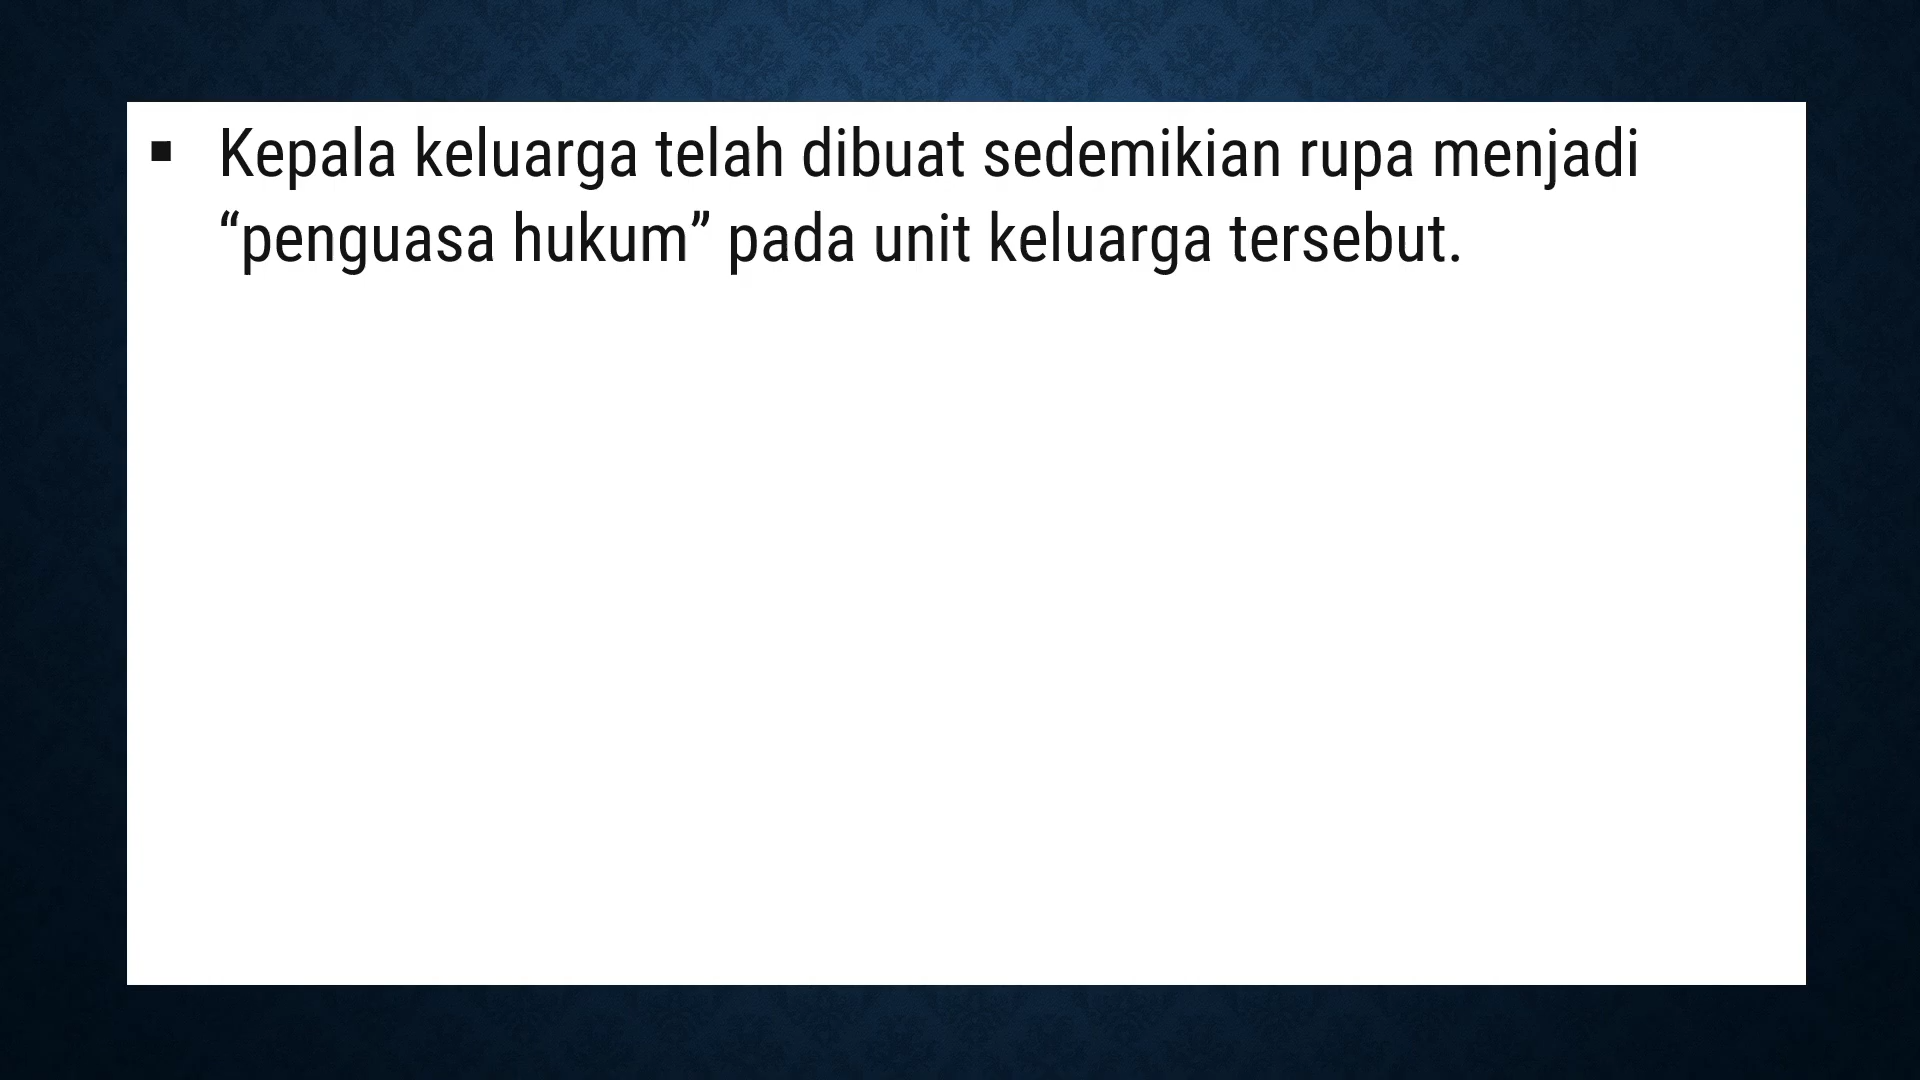 ▪ Kepala keluarga telah dibuat sedemikian rupa menjadi
“penguasa hukum” pada unit keluarga tersebut.